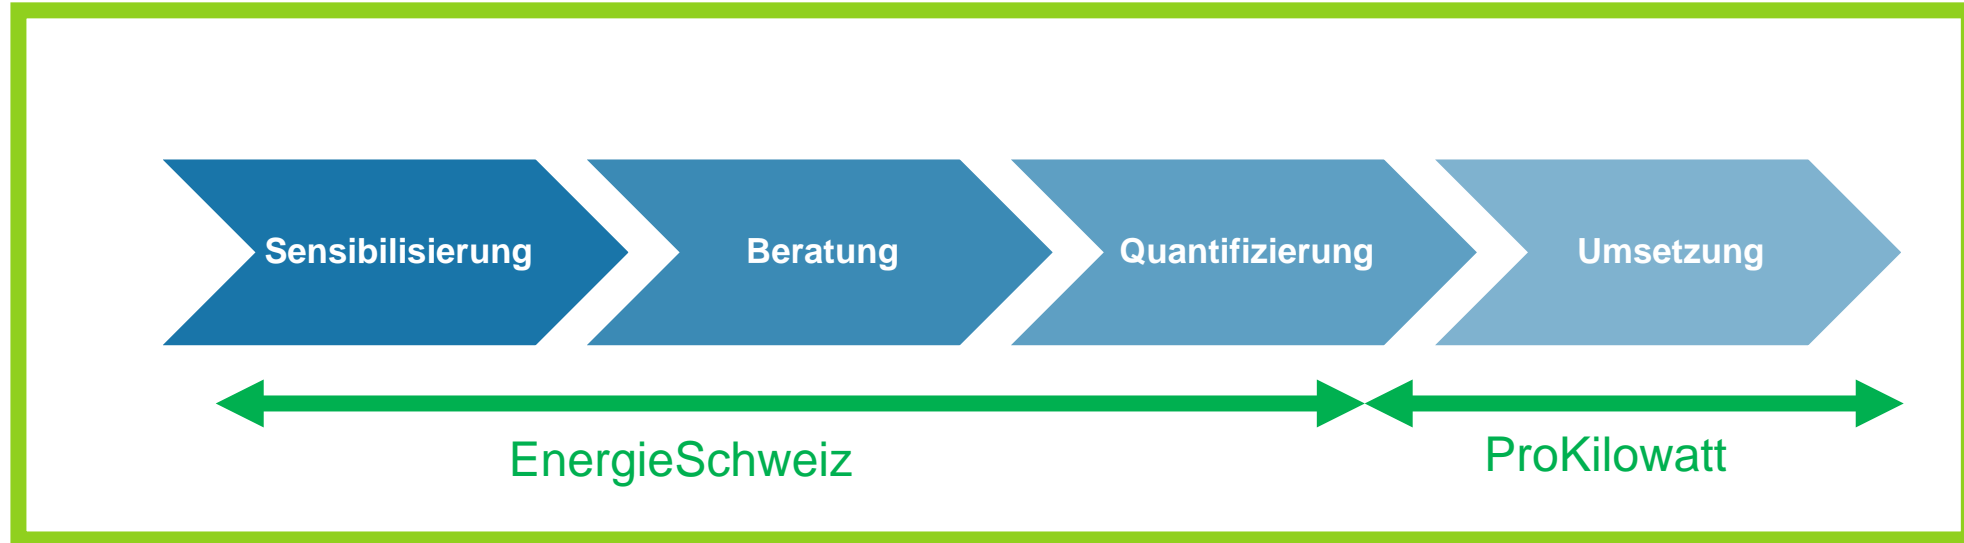 Sensibilisierung
Beratung
Quantifizierung
Umsetzung
EnergieSchweiz
ProKilowatt